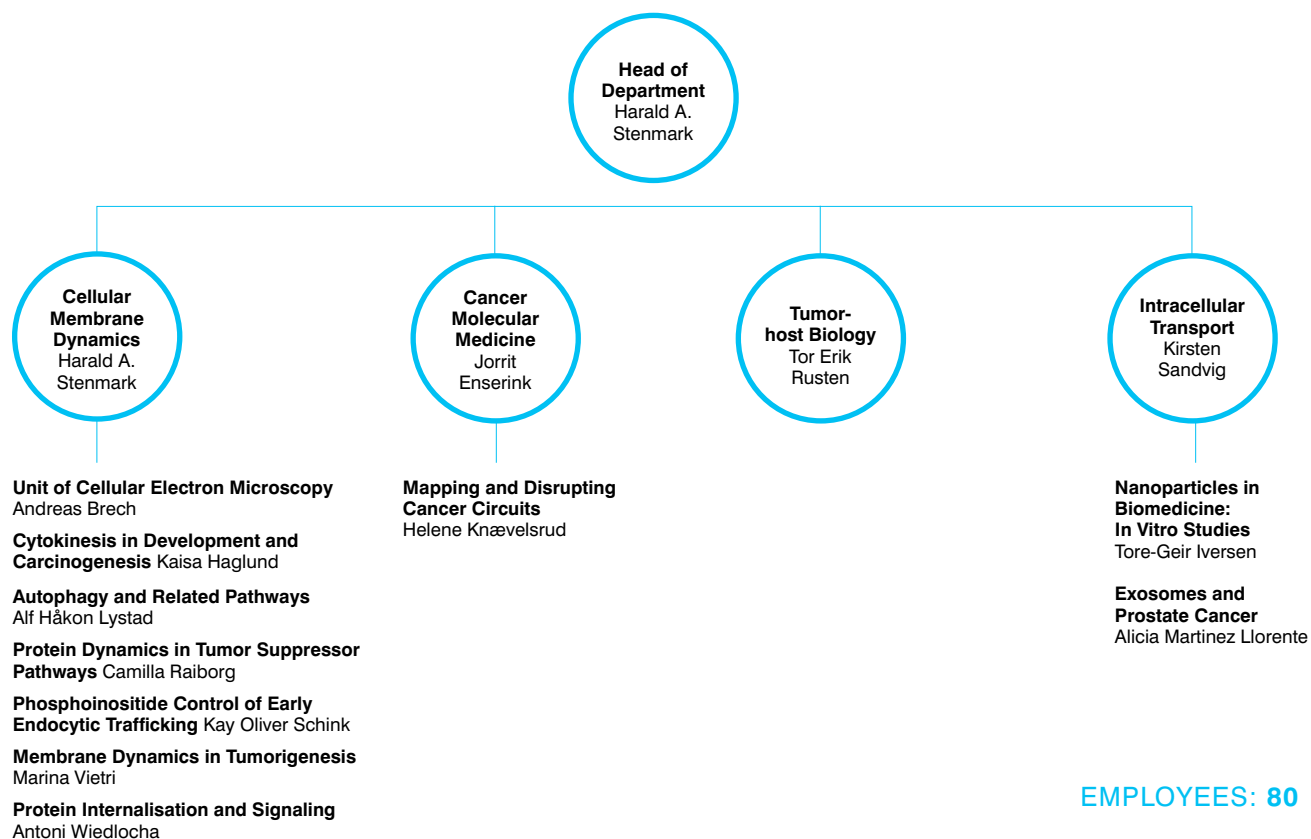 Head of
Department
Harald A.
Stenmark
Cellular
Membrane
Dynamics
Harald A.
Stenmark
Cancer
Molecular
Medicine
Jorrit
Enserink
Tumor-
host Biology
Tor Erik
Rusten
Intracellular
Transport
Kirsten
Sandvig
Unit of Cellular Electron Microscopy
Andreas Brech
Cytokinesis in Development and
Carcinogenesis Kaisa Haglund
Autophagy and Related Pathways
Alf Håkon Lystad
Protein Dynamics in Tumor Suppressor
Pathways Camilla Raiborg
Phosphoinositide Control of Early
Endocytic Trafficking Kay Oliver Schink
Membrane Dynamics in Tumorigenesis
Marina Vietri
Protein Internalisation and Signaling
Antoni Wiedlocha
Mapping and Disrupting
Cancer Circuits
Helene Knævelsrud
Nanoparticles in
Biomedicine:
In Vitro Studies
Tore-Geir Iversen
Exosomes and
Prostate Cancer
Alicia Martinez Llorente
EMPLOYEES: 80